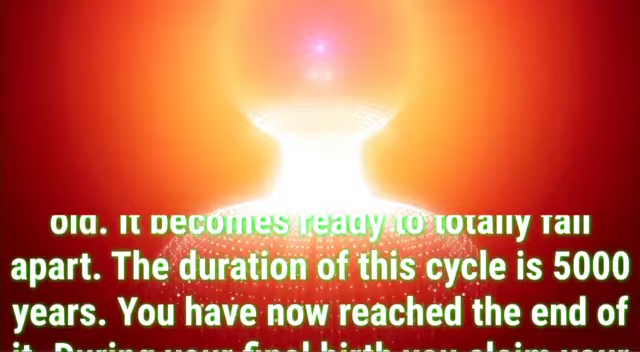 old. It becomes ready to totally fall
apart. The duration of this cycle is 5000
years. You have now reached the end of
it. During your final birth you claim your